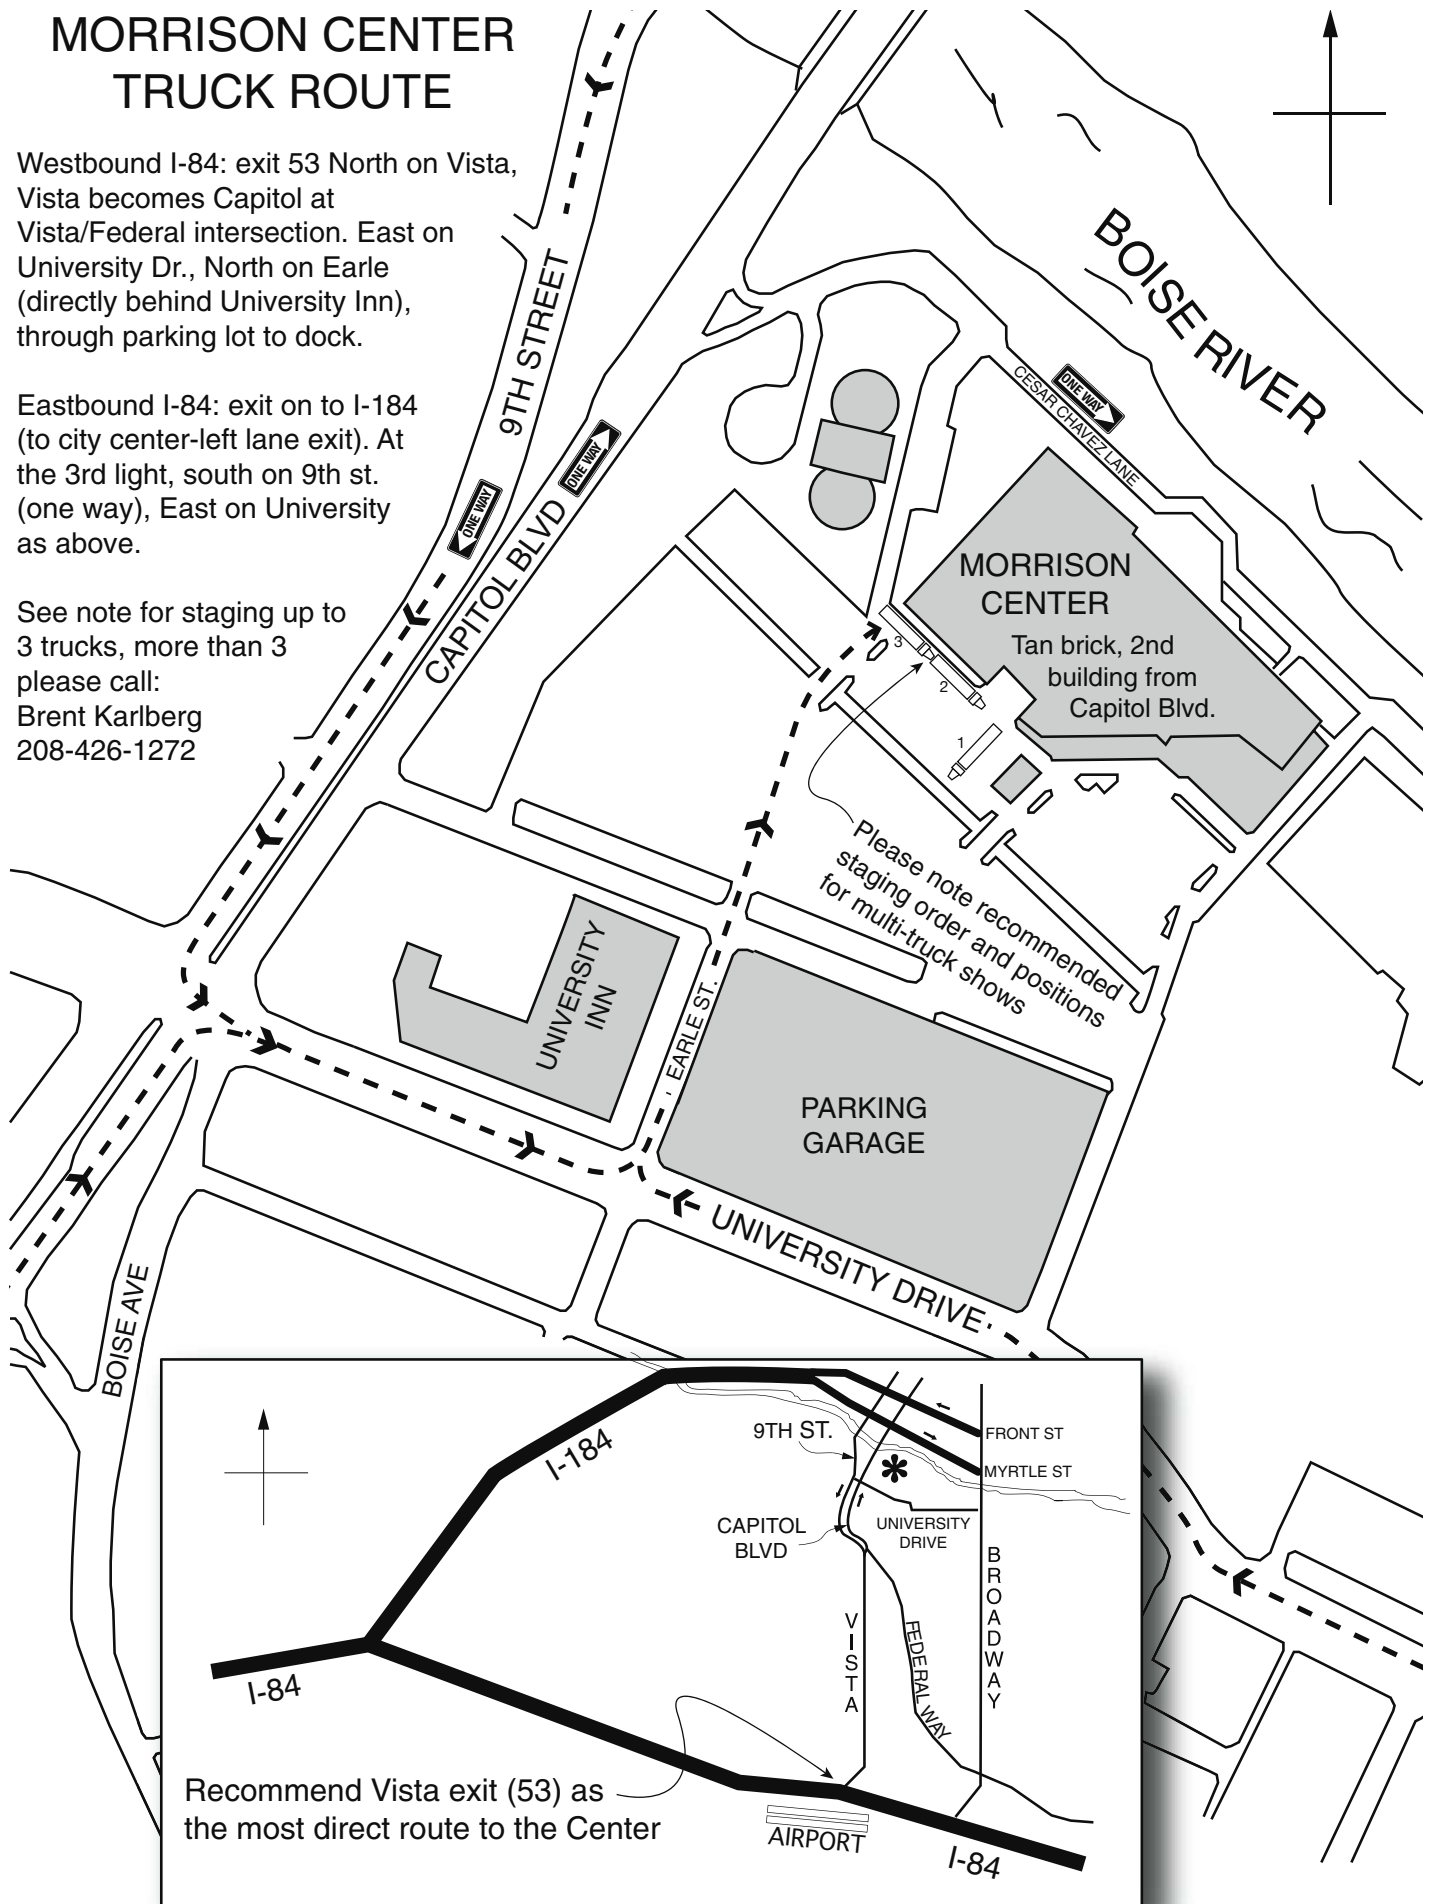 MORRISON CENTER
TRUCK ROUTE
Westbound I-84: exit 53 North on Vista,
Vista becomes Capitol at
Vista/Federal intersection. East on
University Dr., North on Earle
(directly behind University Inn),
through parking lot to dock.
Eastbound I-84: exit on to I-184
(to city center-left lane exit). At
the 3rd light, south on 9th st.
(one way), East on University
as above.
See note for staging up to
3 trucks, more than 3
please call:
Brent Karlberg
208-426-1272
9TH STREET
ONE WAY
CAPITOL BLVD
ONE WAY
BOISE RIVER
ONE WAY
CESAR CHAVEZ LANE
MORRISON
CENTER
Tan brick, 2nd
building from
Capitol Blvd.
3
2
1
Please note recommended
staging order and positions
for multi-truck shows
UNIVERSITY
INN
EARLE ST.
PARKING
GARAGE
UNIVERSITY DRIVE
BOISE AVE
I-184
9TH ST.
FRONT ST
MYRTLE ST
*
CAPITOL
BLVD
UNIVERSITY
DRIVE
BROADWAY
VISTA
FEDERAL WAY
I-84
Recommend Vista exit (53) as
the most direct route to the Center
AIRPORT
I-84